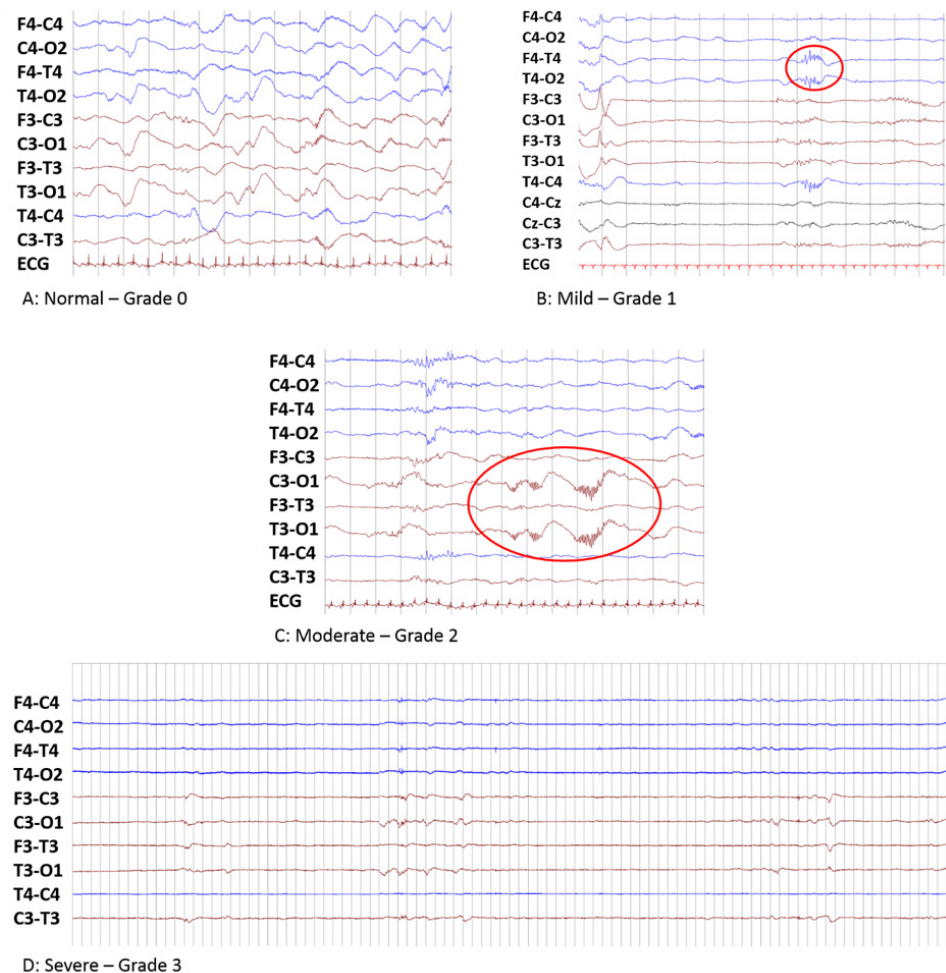 F4-C4
C4-O2
F4-T4
T4-O2
F3-C3
C3-O1
F3-T3
T3-O1
T4-C4
C3-T3
ECG
A: Normal – Grade 0
F4-C4
C4-O2
F4-T4
T4-O2
F3-C3
C3-O1
F3-T3
T3-O1
T4-C4
C4-Cz
Cz-C3
C3-T3
ECG
B: Mild – Grade 1
F4-C4
C4-O2
F4-T4
T4-O2
F3-C3
C3-O1
F3-T3
T3-O1
T4-C4
C3-T3
ECG
C: Moderate – Grade 2
F4-C4
C4-O2
F4-T4
T4-O2
F3-C3
C3-O1
F3-T3
T3-O1
T4-C4
C3-T3
D: Severe – Grade 3